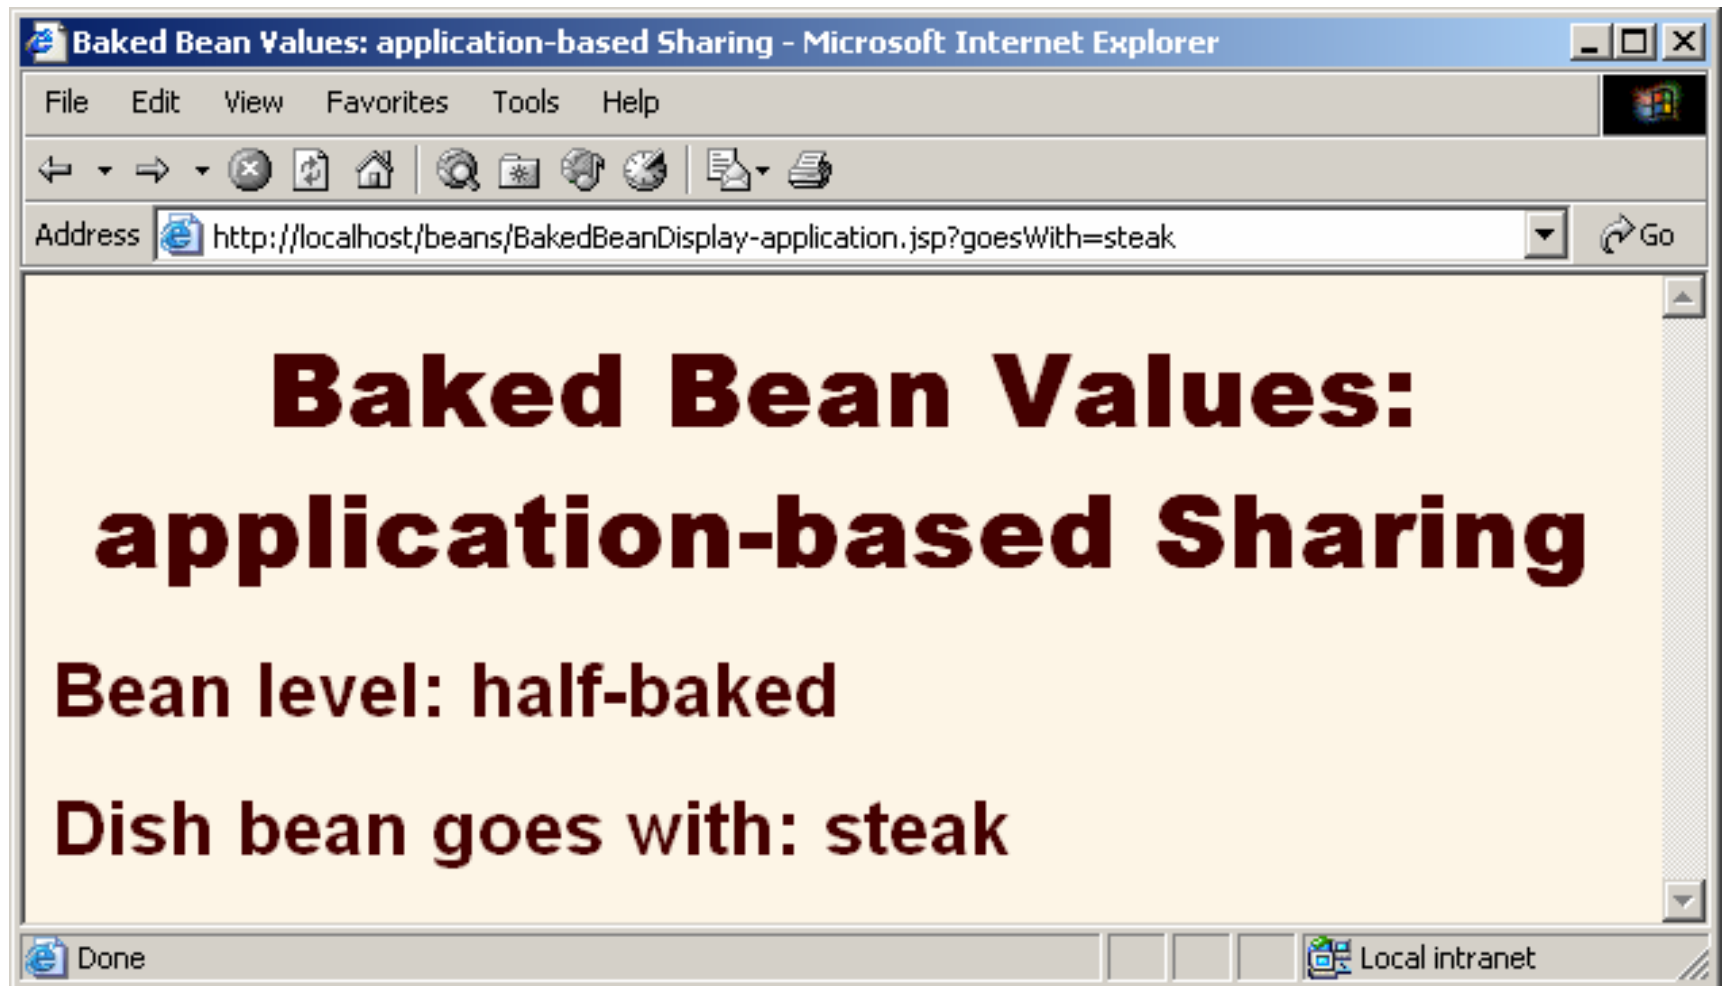 Baked Bean Values: application-based Sharing - Microsoft Internet Explorer
File Edit View Favorites Tools Help
Address http://localhost/beans/BakedBeanDisplay-application.jsp?goesWith=steak Go
Baked Bean Values:
application-based Sharing
Bean level: half-baked
Dish bean goes with: steak
Done Local intranet